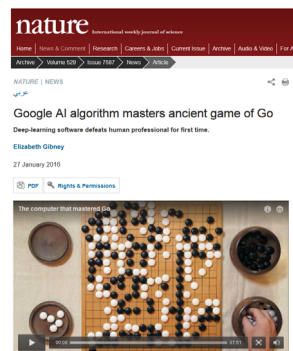 nature International weekly journal of science
Home News & Comment Research Careers & Jobs Current Issue Archive Audio & Video For
Archive Volume 529 Issue 7587 News Article
NATURE | NEWS
عربي
Google AI algorithm masters ancient game of Go
Deep-learning software defeats human professional for first time.
Elizabeth Gibney
27 January 2016
PDF Rights & Permissions
The computer that mastered Go
00:00 07:51